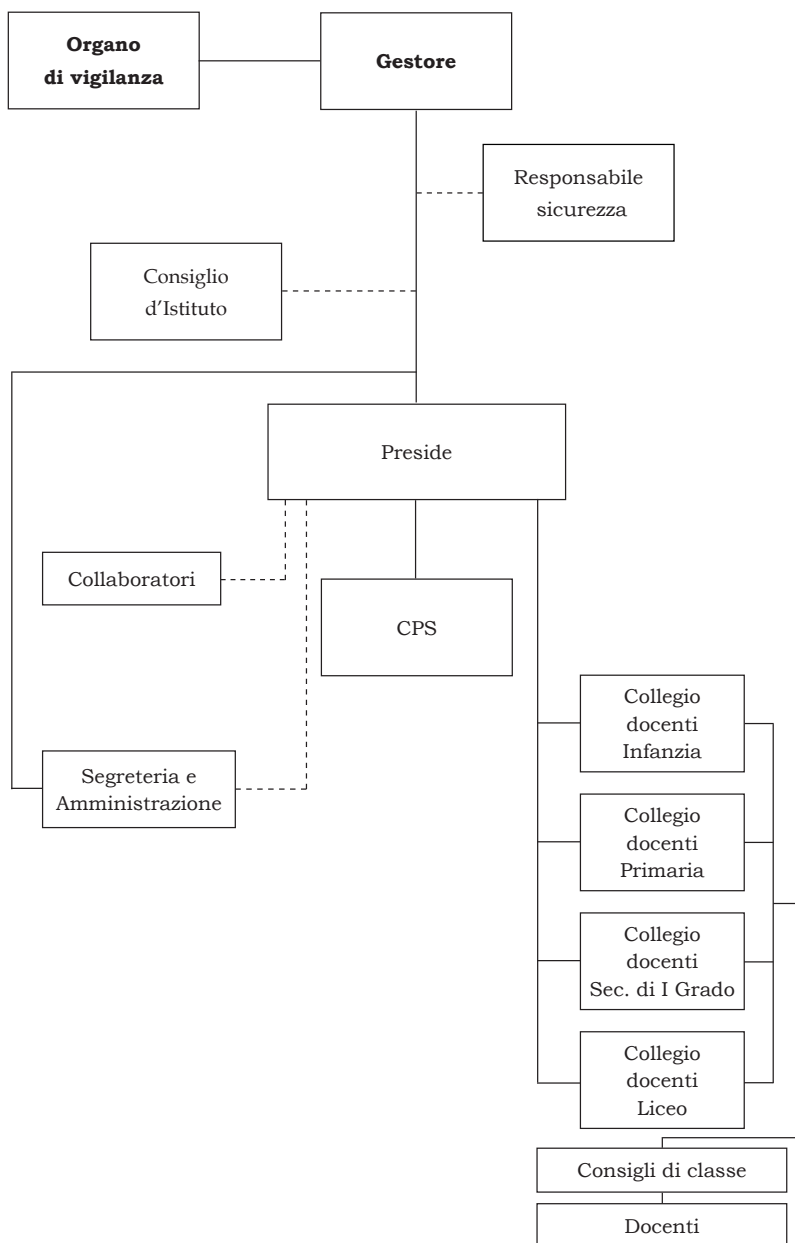 Organo
di vigilanza
Gestore
Responsabile
sicurezza
Consiglio
d'Istituto
Preside
Collaboratori
CPS
Segreteria e
Amministrazione
Collegio
docenti
Infanzia
Collegio
docenti
Primaria
Collegio
docenti
Sec. di I Grado
Collegio
docenti
Liceo
Consigli di classe
Docenti